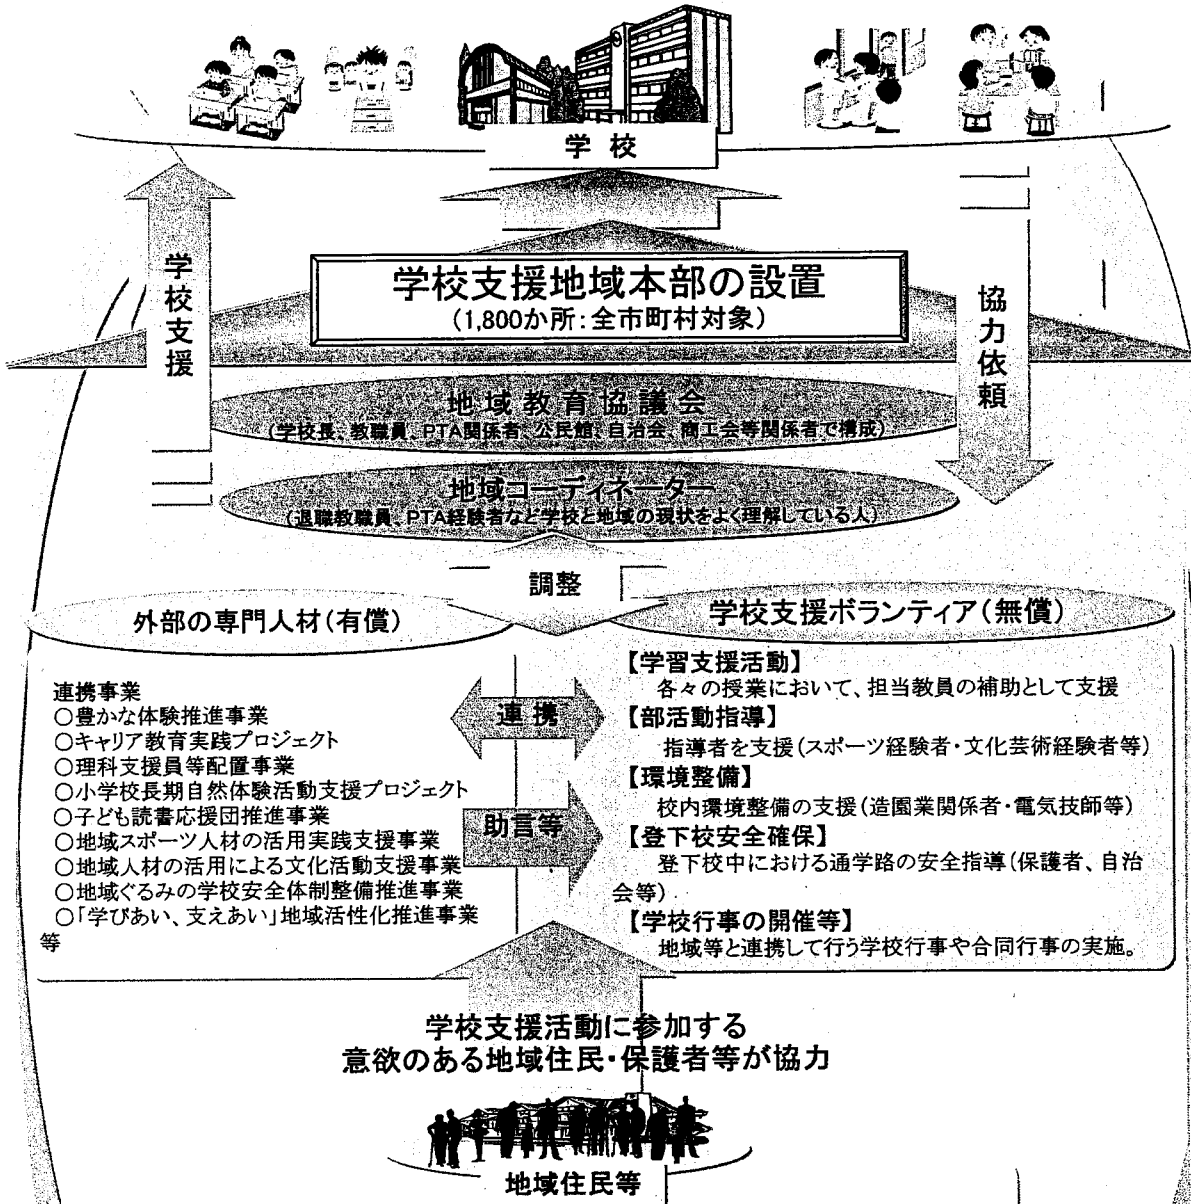 学校
学校支援
学校支援地域本部の設置
(1,800か所:全市町村対象)
協力依頼
地域教育協議会
(学校長、教職員、PTA関係者、公民館、自治会、商工会等関係者で構成)
地域コーディネーター
(退職教職員、PTA経験者など学校と地域の現状をよく理解している人)
調整
外部の専門人材(有償)
連携事業
○豊かな体験推進事業
○キャリア教育実践プロジェクト
○理科支援員等配置事業
○小学校長期自然体験活動支援プロジェクト
○子ども読書応援団推進事業
○地域スポーツ人材の活用実践支援事業
○地域人材の活用による文化活動支援事業
○地域ぐるみの学校安全体制整備推進事業
○「学びあい、支えあい」地域活性化推進事業
等
連携
助言等
学校支援ボランティア(無償)
【学習支援活動】
各々の授業において、担当教員の補助として支援
【部活動指導】
指導者を支援(スポーツ経験者・文化芸術経験者等)
【環境整備】
校内環境整備の支援(造園業関係者・電気技師等)
【登下校安全確保】
登下校中における通学路の安全指導(保護者、自治
会等)
【学校行事の開催等】
地域等と連携して行う学校行事や合同行事の実施。
学校支援活動に参加する
意欲のある地域住民・保護者等が協力
地域住民等